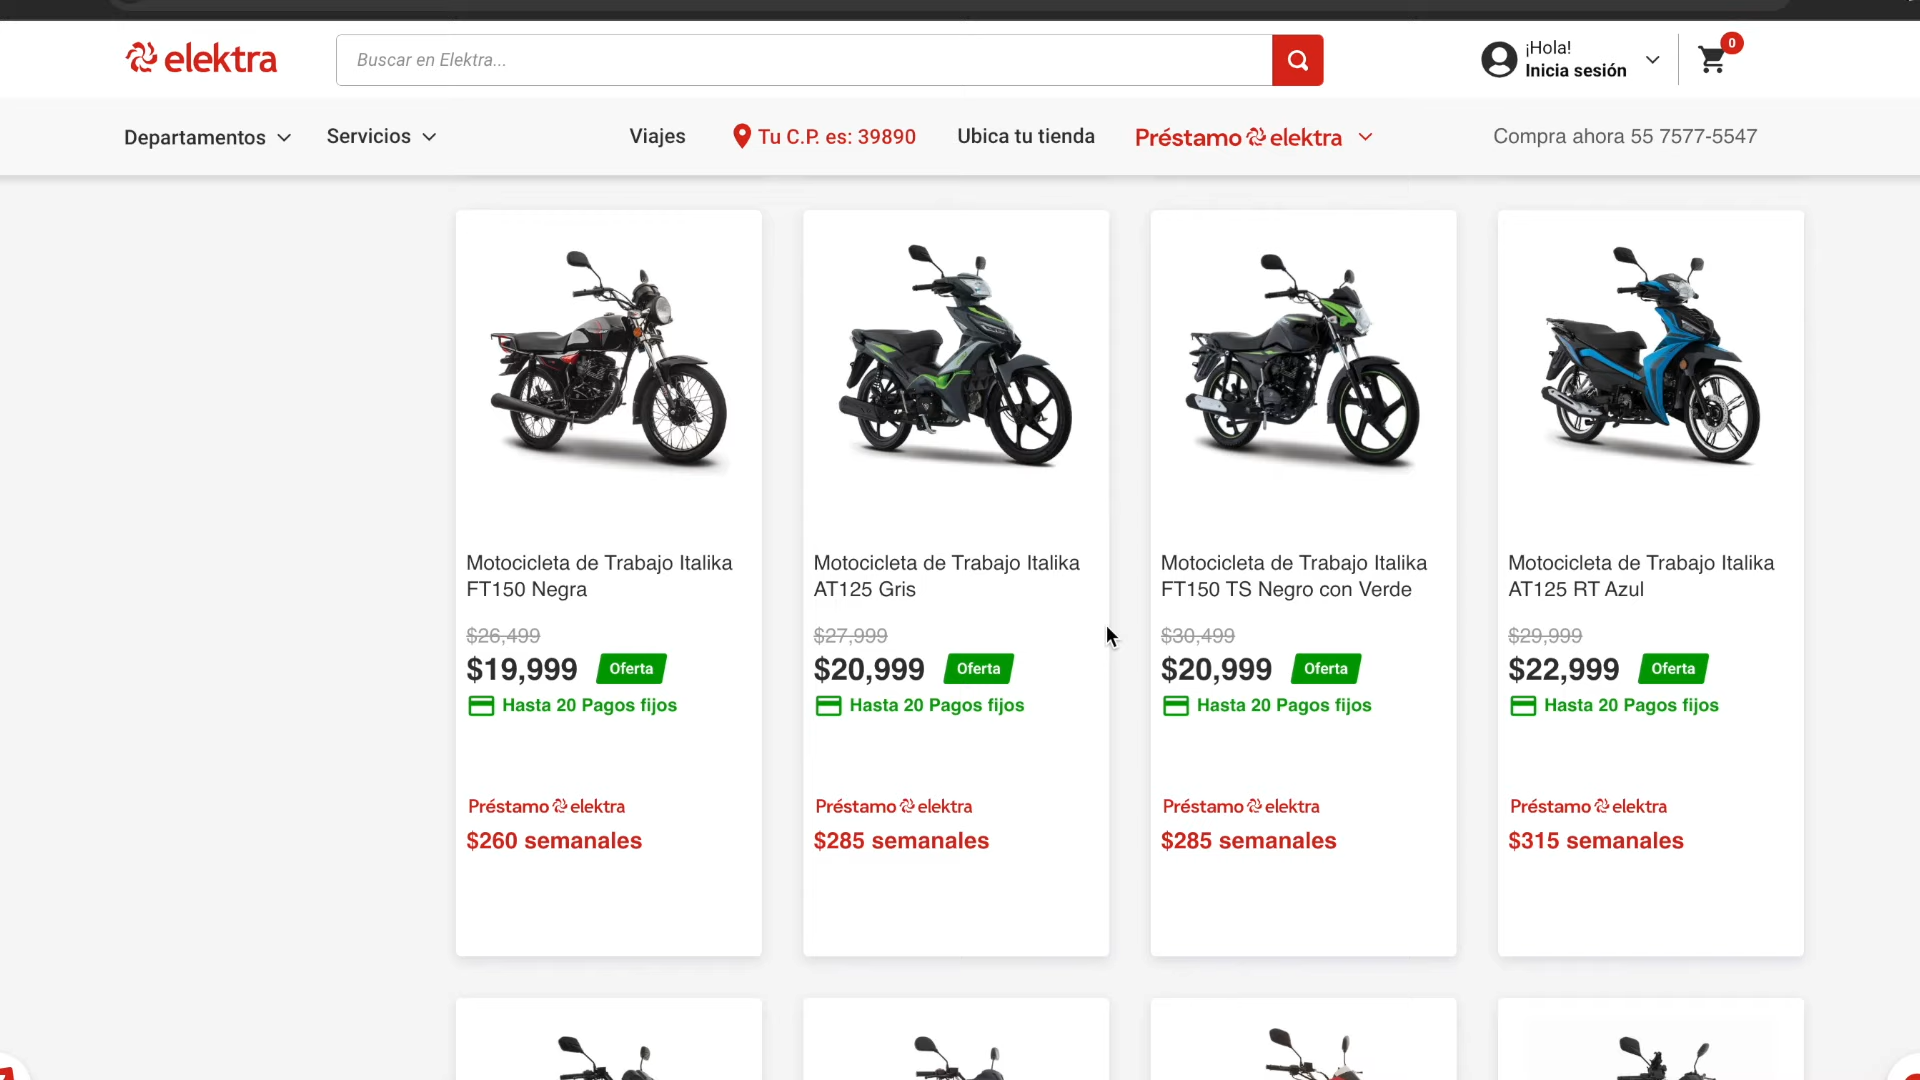 elektra
Buscar en Elektra...
¡Hola!
Inicia sesión
0
Departamentos
Servicios
Viajes
Tu C.P. es: 39890
Ubica tu tienda
Préstamo elektra
Compra ahora 55 7577-5547
Motocicleta de Trabajo Italika
FT150 Negra
$26,499
$19,999
Oferta
Hasta 20 Pagos fijos
Préstamo elektra
$260 semanales
Motocicleta de Trabajo Italika
AT125 Gris
$27,999
$20,999
Oferta
Hasta 20 Pagos fijos
Préstamo elektra
$285 semanales
Motocicleta de Trabajo Italika
FT150 TS Negro con Verde
$30,499
$20,999
Oferta
Hasta 20 Pagos fijos
Préstamo elektra
$285 semanales
Motocicleta de Trabajo Italika
AT125 RT Azul
$29,999
$22,999
Oferta
Hasta 20 Pagos fijos
Préstamo elektra
$315 semanales